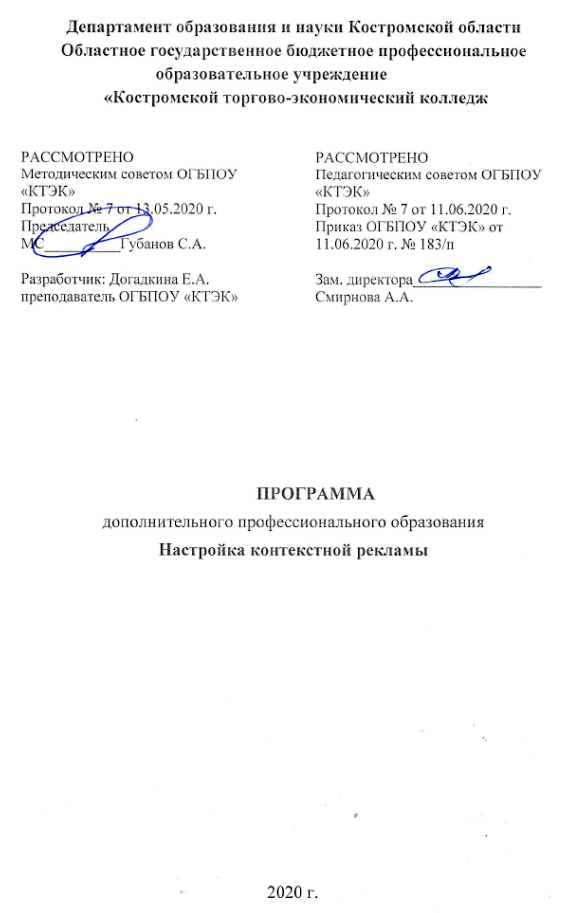 Департамент образования и науки Костромской области
Областное государственное бюджетное профессиональное
образовательное учреждение
«Костромской торгово-экономический колледж
РАССМОТРЕНО
Методическим советом ОГБПОУ
«КТЭК»
Протокол № 7 от 13.05.2020 г.
Председатель
МС__________Губанов С.А.
Разработчик: Догадкина Е.А.
преподаватель ОГБПОУ «КТЭК»
РАССМОТРЕНО
Педагогическим советом ОГБПОУ
«КТЭК»
Протокол № 7 от 11.06.2020 г.
Приказ ОГБПОУ «КТЭК» от
11.06.2020 г. № 183/п
Зам. директора_________________
Смирнова А.А.
ПРОГРАММА
дополнительного профессионального образования
Настройка контекстной рекламы
2020 г.